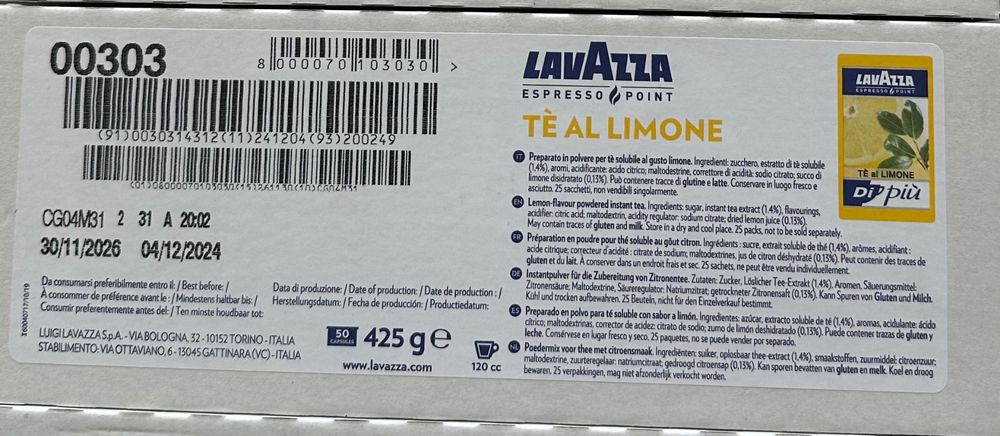 00303
8 000070 103030 >
(91)0030314312(11)241204(93)200249
(01)08000070103030(15)261130(10)CG04M31
CG04M31 2 31 A 20:02
30/11/2026 04/12/2024
Da consumarsi preferibilmente entro il: / Best before: /
À consommer de préférence avant le : / Mindestens haltbar bis: /
Consumir preferentemente antes del: / Ten minste houdbaar tot:
Data di produzione: / Date of production: / Date de production : /
Herstellungsdatum: / Fecha de producción: / Productiedatum:
LUIGI LAVAZZA S.p.A. - VIA BOLOGNA, 32 - 10152 TORINO - ITALIA
STABILIMENTO: VIA OTTAVIANO, 6 - 13045 GATTINARA (VC) - ITALIA
50
CAPSULES
425 g e
www.lavazza.com
120 cc
LAVAZZA
ESPRESSO POINT
TÈ AL LIMONE
IT Preparato in polvere per tè solubile al gusto limone. Ingredienti: zucchero, estratto di tè solubile
(1,4%), aromi, acidificante: acido citrico; maltodestrine, correttore di acidità: sodio citrato; succo di
limone disidratato (0,13%). Può contenere tracce di glutine e latte. Conservare in luogo fresco e
asciutto. 25 sacchetti, non vendibili singolarmente.
EN Lemon-flavour powdered instant tea. Ingredients: sugar, instant tea extract (1,4%), flavourings,
acidifier: citric acid; maltodextrin, acidity regulator: sodium citrate; dried lemon juice (0.13%).
May contain traces of gluten and milk. Store in a dry and cool place. 25 packs, not to be sold separately.
FR Préparation en poudre pour thé soluble au goût citron. Ingrédients : sucre, extrait soluble de thé (1,4%), arômes, acidifiant :
acide citrique; correcteur d'acidité : citrate de sodium; maltodextrines, jus de citron déshydraté (0,13%). Peut contenir des traces de
gluten et du lait. À conserver dans un endroit frais et sec. 25 sachets, ne peut être vendu individuellement.
DE Instantpulver für die Zubereitung von Zitronentee. Zutaten: Zucker, Löslicher Tee-Extrakt (1,4%), Aromen, Säuerungsmittel:
Zitronensäure; Maltodextrine, Säureregulator: Natriumzitrat; getrockneter Zitronensaft (0,13%). Kann Spuren von Gluten und Milch.
Kühl und trocken aufbewahren. 25 Beuteln, nicht für den Einzelverkauf bestimmt.
ES Preparado en polvo para té soluble con sabor a limón. Ingredientes: azúcar, extracto soluble de té (1,4%), aromas, acidulante: ácido
cítrico; maltodextrinas, corrector de acidez: citrato de sodio; zumo de limón deshidratado (0,13%). Puede contener trazas de gluten y
leche. Consérvese en lugar fresco y seco. 25 paquetes, no se puede vender por separado.
NL Poedermix voor thee met citroensmaak. Ingrediënten: suiker, oplosbaar thee-extract (1,4%), smaakstoffen, zuurmiddel: citroenzuur;
maltodextrine, zuurteregelaar: natriumcitraat; gedroogd citroensap (0,13%). Kan sporen bevatten van gluten en melk. Koel en droog
bewaren. 25 verpakkingen, mag niet afzonderlijk verkocht worden.
LAVAZZA
ESPRESSO POINT
TÈ al LIMONE
Di più